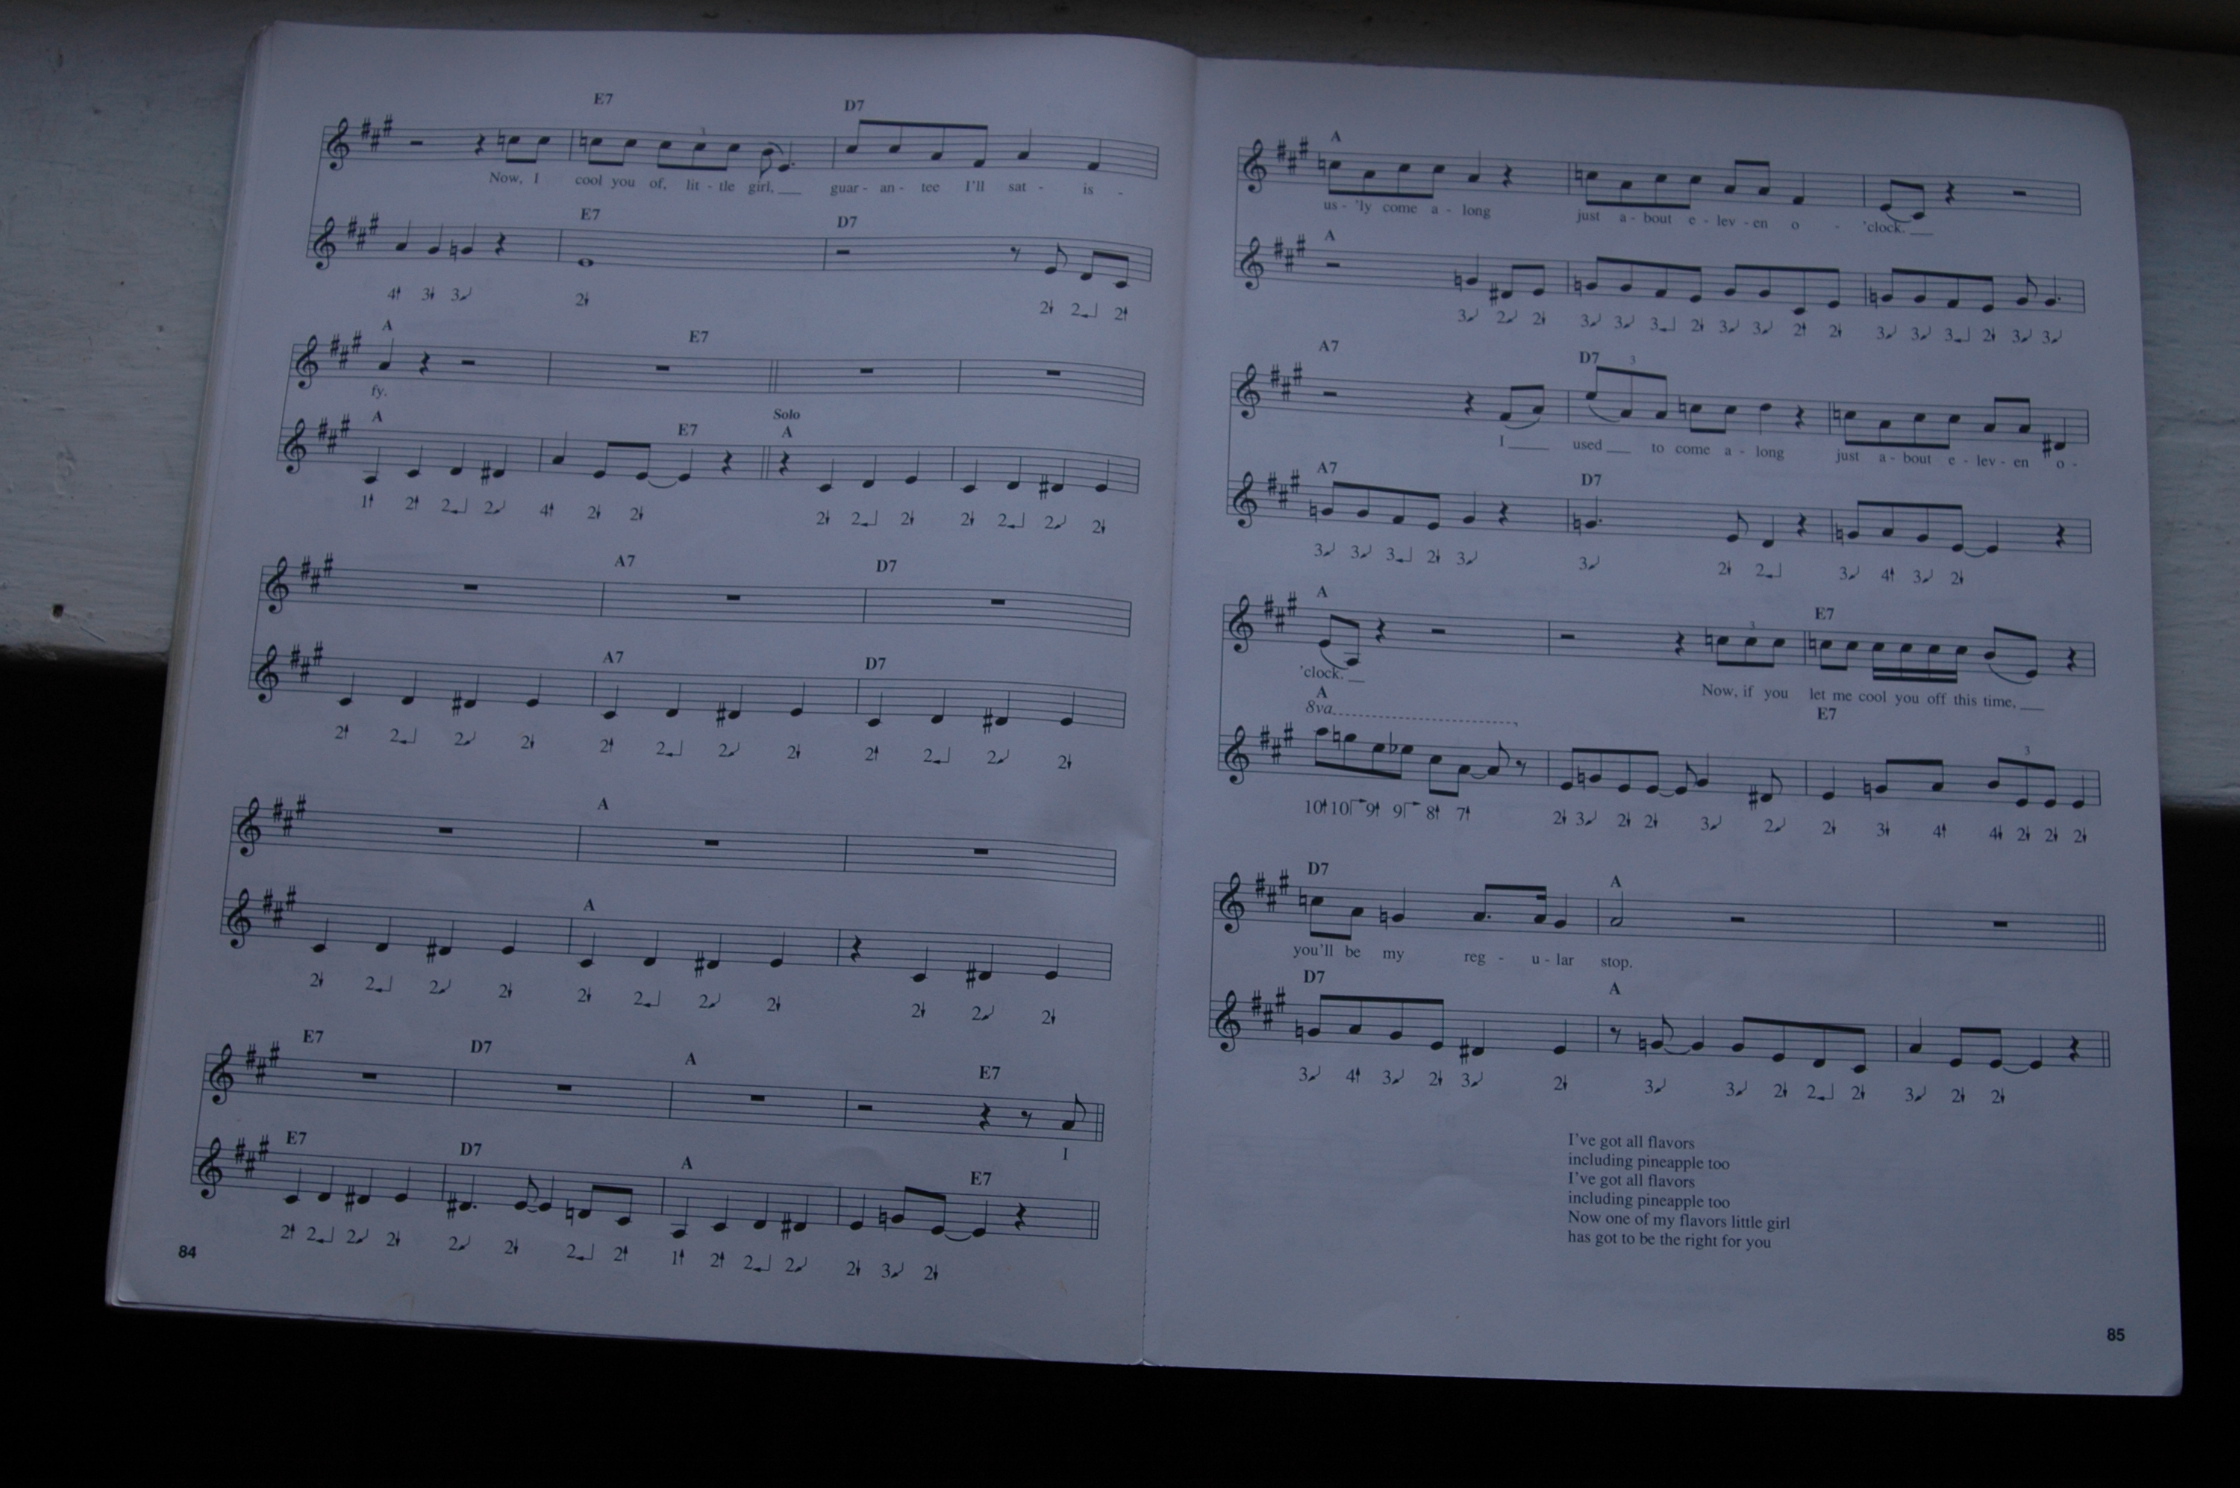 E7 D7
3
Now, I cool you of, lit - tle girl, guar - an - tee I'll sat - is -
E7 D7
4 3 3 2 2 2 2
A E7
fy.
Solo
A E7 A
1 2 2 2 4 2 2 2 2 2 2 2 2 2
A7 D7
A7 D7
2 2 2 2 2 2 2 2 2 2 2 2
A
A
2 2 2 2 2 2 2 2 2 2 2
E7 D7 A E7
I
E7 D7 A E7
2 2 2 2 2 2 2 2 1 2 2 2 2 3 2
84
A
us - 'ly come a - long just a - bout e - lev - en o - 'clock.
A
3 2 2 3 3 3 2 3 3 2 2 3 3 3 2 3 3
A7 D7 3
I used to come a - long just a - bout e - lev - en o -
A7 D7
3 3 3 2 3 3 2 2 3 4 3 2
A E7
3
'clock. Now, if you let me cool you off this time,
A E7
8va
3
10 10 9 9 8 7 2 3 2 2 3 2 2 3 4 4 2 2 2
D7 A
you'll be my reg - u - lar stop.
D7 A
3 4 3 2 3 2 3 3 2 2 2 3 2 2
I've got all flavors
including pineapple too
I've got all flavors
including pineapple too
Now one of my flavors little girl
has got to be the right for you
85